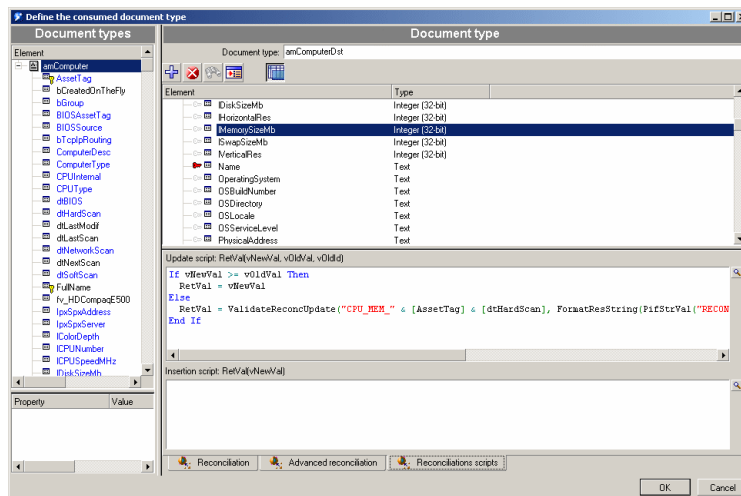 Define the consumed document type
Document types
Element
amComputer
AssetTag
bCreatedOnTheFly
bGroup
BIOSAssetTag
BIOSSource
bTcpIpRouting
ComputerDesc
ComputerType
CPUInternal
CPUType
dtBIOS
dtHardScan
dtLastModif
dtLastScan
dtNetworkScan
dtNextScan
dtSoftScan
FullName
fv_HDCompaqE500
IpxSpxAddress
IpxSpxServer
lColorDepth
lCPUNumber
lCPUSpeedMHz
lDiskSizeMb
Property Value
Document type
Document type: amComputerDst
Element Type
lDiskSizeMb Integer (32-bit)
lHorizontalRes Integer (32-bit)
lMemorySizeMb Integer (32-bit)
lSwapSizeMb Integer (32-bit)
lVerticalRes Integer (32-bit)
Name Text
OperatingSystem Text
OSBuildNumber Text
OSDirectory Text
OSLocale Text
OSServiceLevel Text
PhysicalAddress Text
Update script: RetVal(vNewVal, vOldVal, vOldId)
If vNewVal >= vOldVal Then
RetVal = vNewVal
Else
RetVal = ValidateReconcUpdate("CPU_MEM_" & [AssetTag] & [dtHardScan], FormatResString(PifStrVal("RECON
End If
Insertion script: RetVal(vNewVal)
Reconciliation Advanced reconciliation Reconciliations scripts
OK Cancel